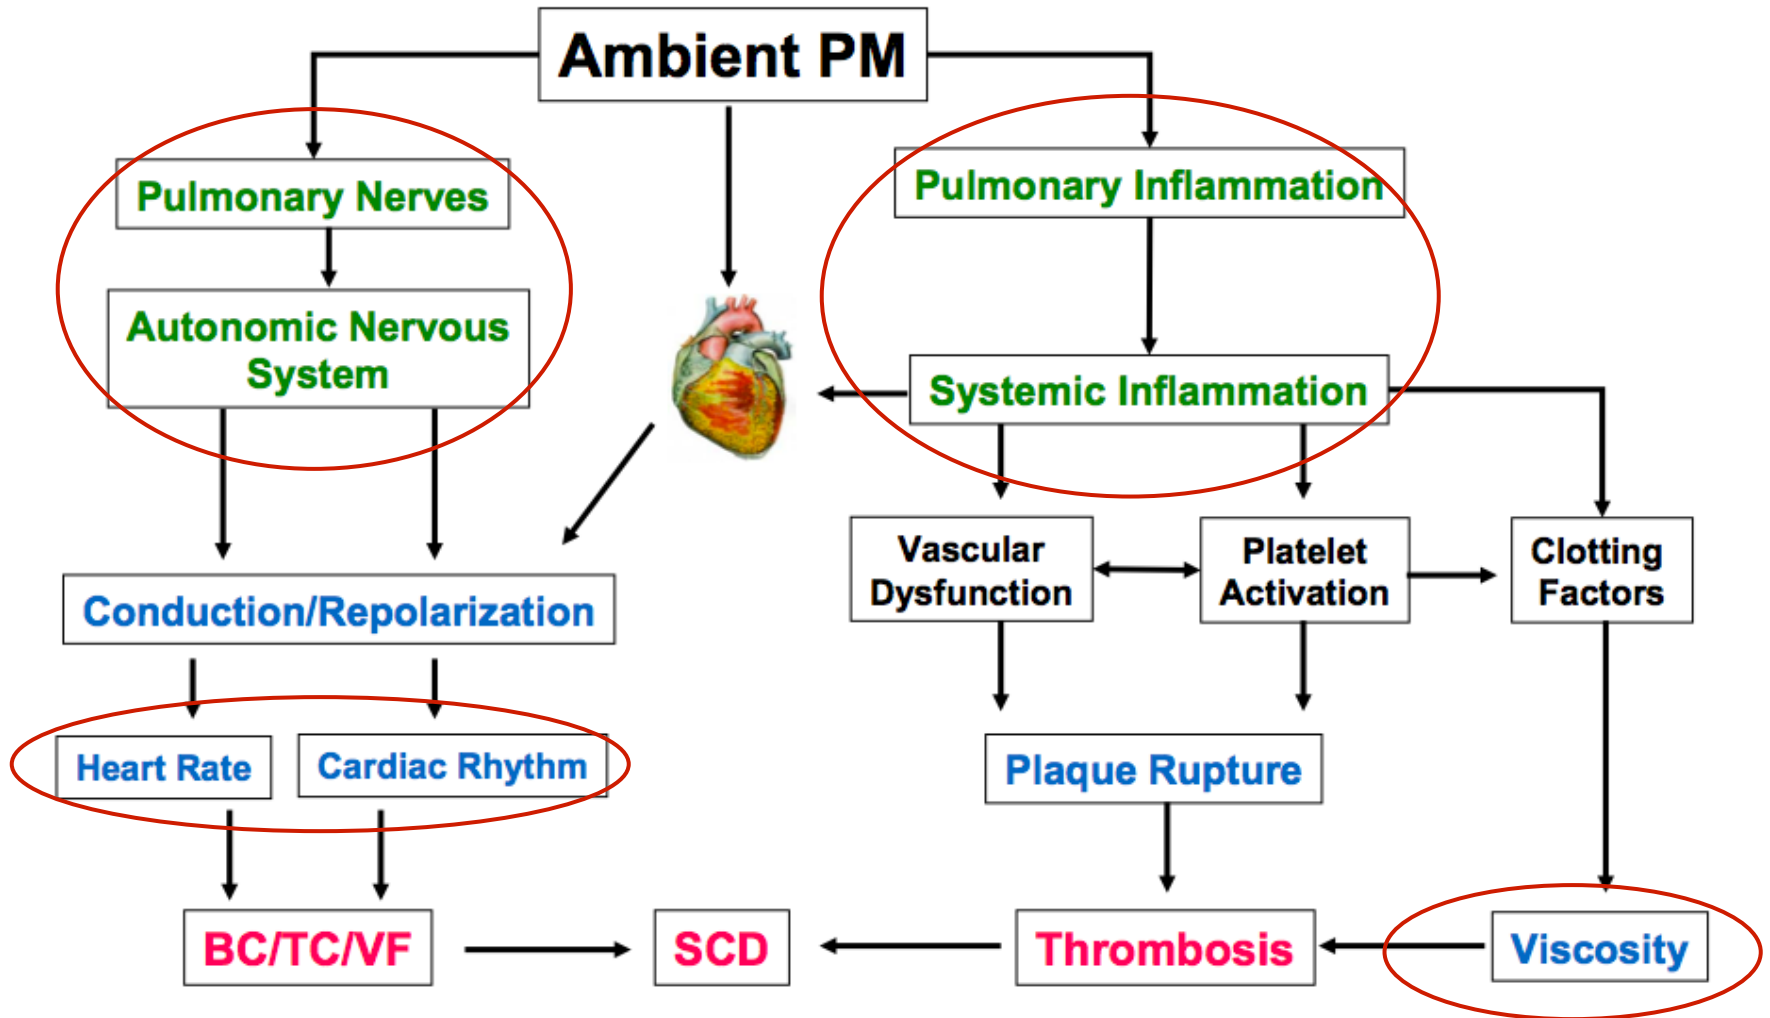 Ambient PM
Pulmonary Nerves
Pulmonary Inflammation
Autonomic Nervous
System
Systemic Inflammation
Vascular
Dysfunction
Platelet
Activation
Clotting
Factors
Conduction/Repolarization
Heart Rate
Cardiac Rhythm
Plaque Rupture
BC/TC/VF
SCD
Thrombosis
Viscosity